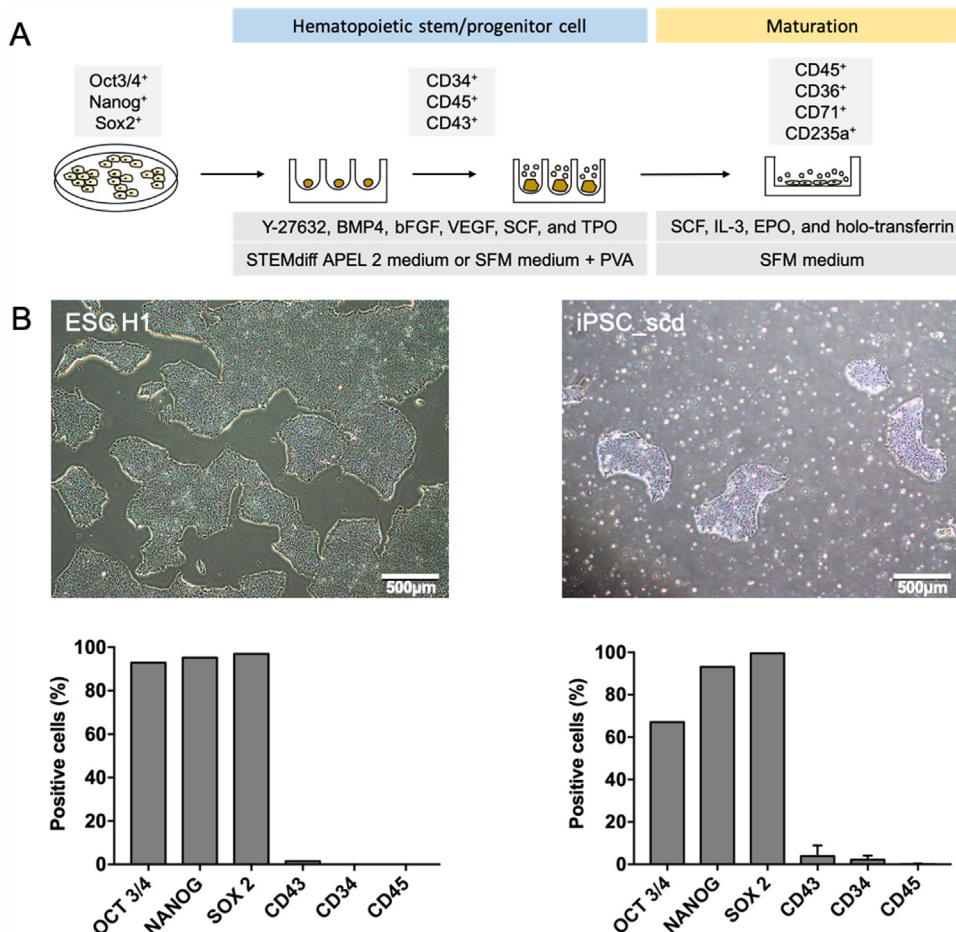 A
Hematopoietic stem/progenitor cell
Maturation
Oct3/4⁺
Nanog⁺
Sox2⁺
CD34⁺
CD45⁺
CD43⁺
CD45⁺
CD36⁺
CD71⁺
CD235a⁺
Y-27632, BMP4, bFGF, VEGF, SCF, and TPO
SCF, IL-3, EPO, and holo-transferrin
STEMdiff APEL 2 medium or SFM medium + PVA
SFM medium
B
ESC H1
500µm
iPSC_scd
500µm
Positive cells (%)
100
80
60
40
20
0
OCT 3/4
NANOG
SOX 2
CD43
CD34
CD45
Positive cells (%)
100
80
60
40
20
0
OCT 3/4
NANOG
SOX 2
CD43
CD34
CD45